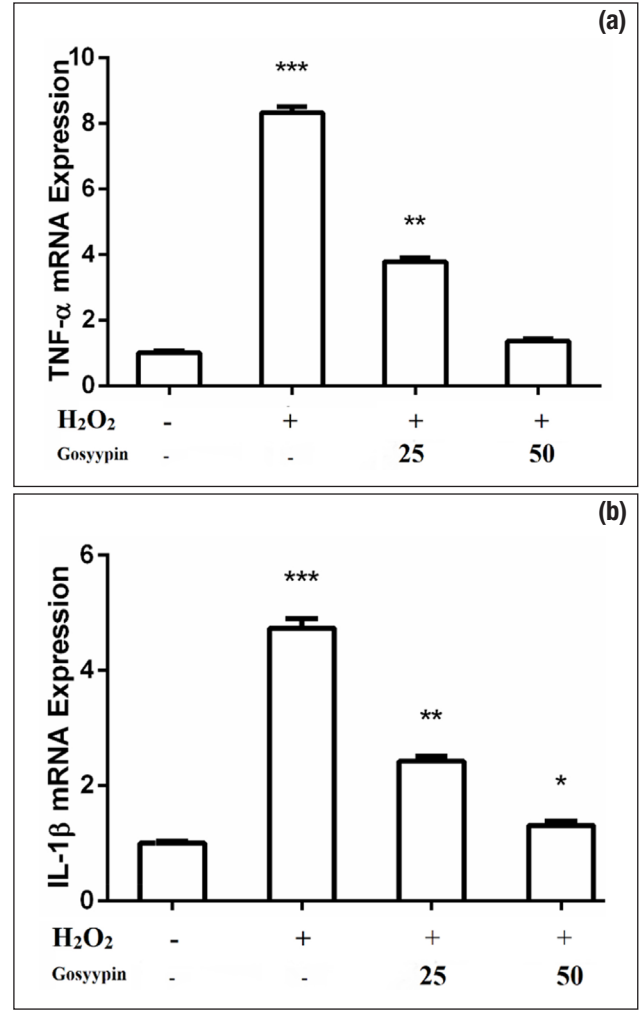 (a)
TNF-α mRNA Expression
10
***
8
6
**
4
2
0
H₂O₂ - + + +
Gosyypin - - 25 50
(b)
IL-1β mRNA Expression
6
***
4
**
2
*
0
H₂O₂ - + + +
Gosyypin - - 25 50